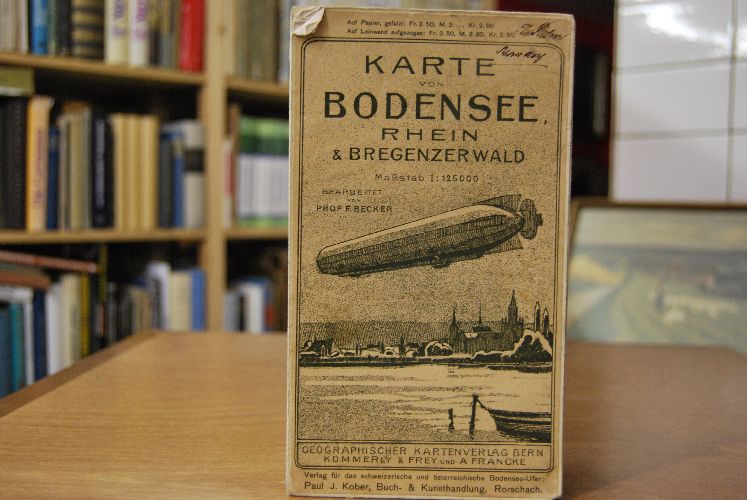 Auf Papier, gefalzt: Fr. 2.50, M. 2.—, Kr. 2.50
Auf Leinwand aufgezogen: Fr. 3.50, M. 2.80, Kr. 3.50
KARTE
VON
BODENSEE,
RHEIN
& BREGENZERWALD
Maßstab 1:125000
BEARBEITET
VON
PROF. F. BECKER
GEOGRAPHISCHER KARTENVERLAG BERN
KÜMMERLY & FREY UND A. FRANCKE
Verlag für das schweizerische und österreichische Bodensee-Ufer:
Paul J. Kober, Buch- & Kunsthandlung, Rorschach.